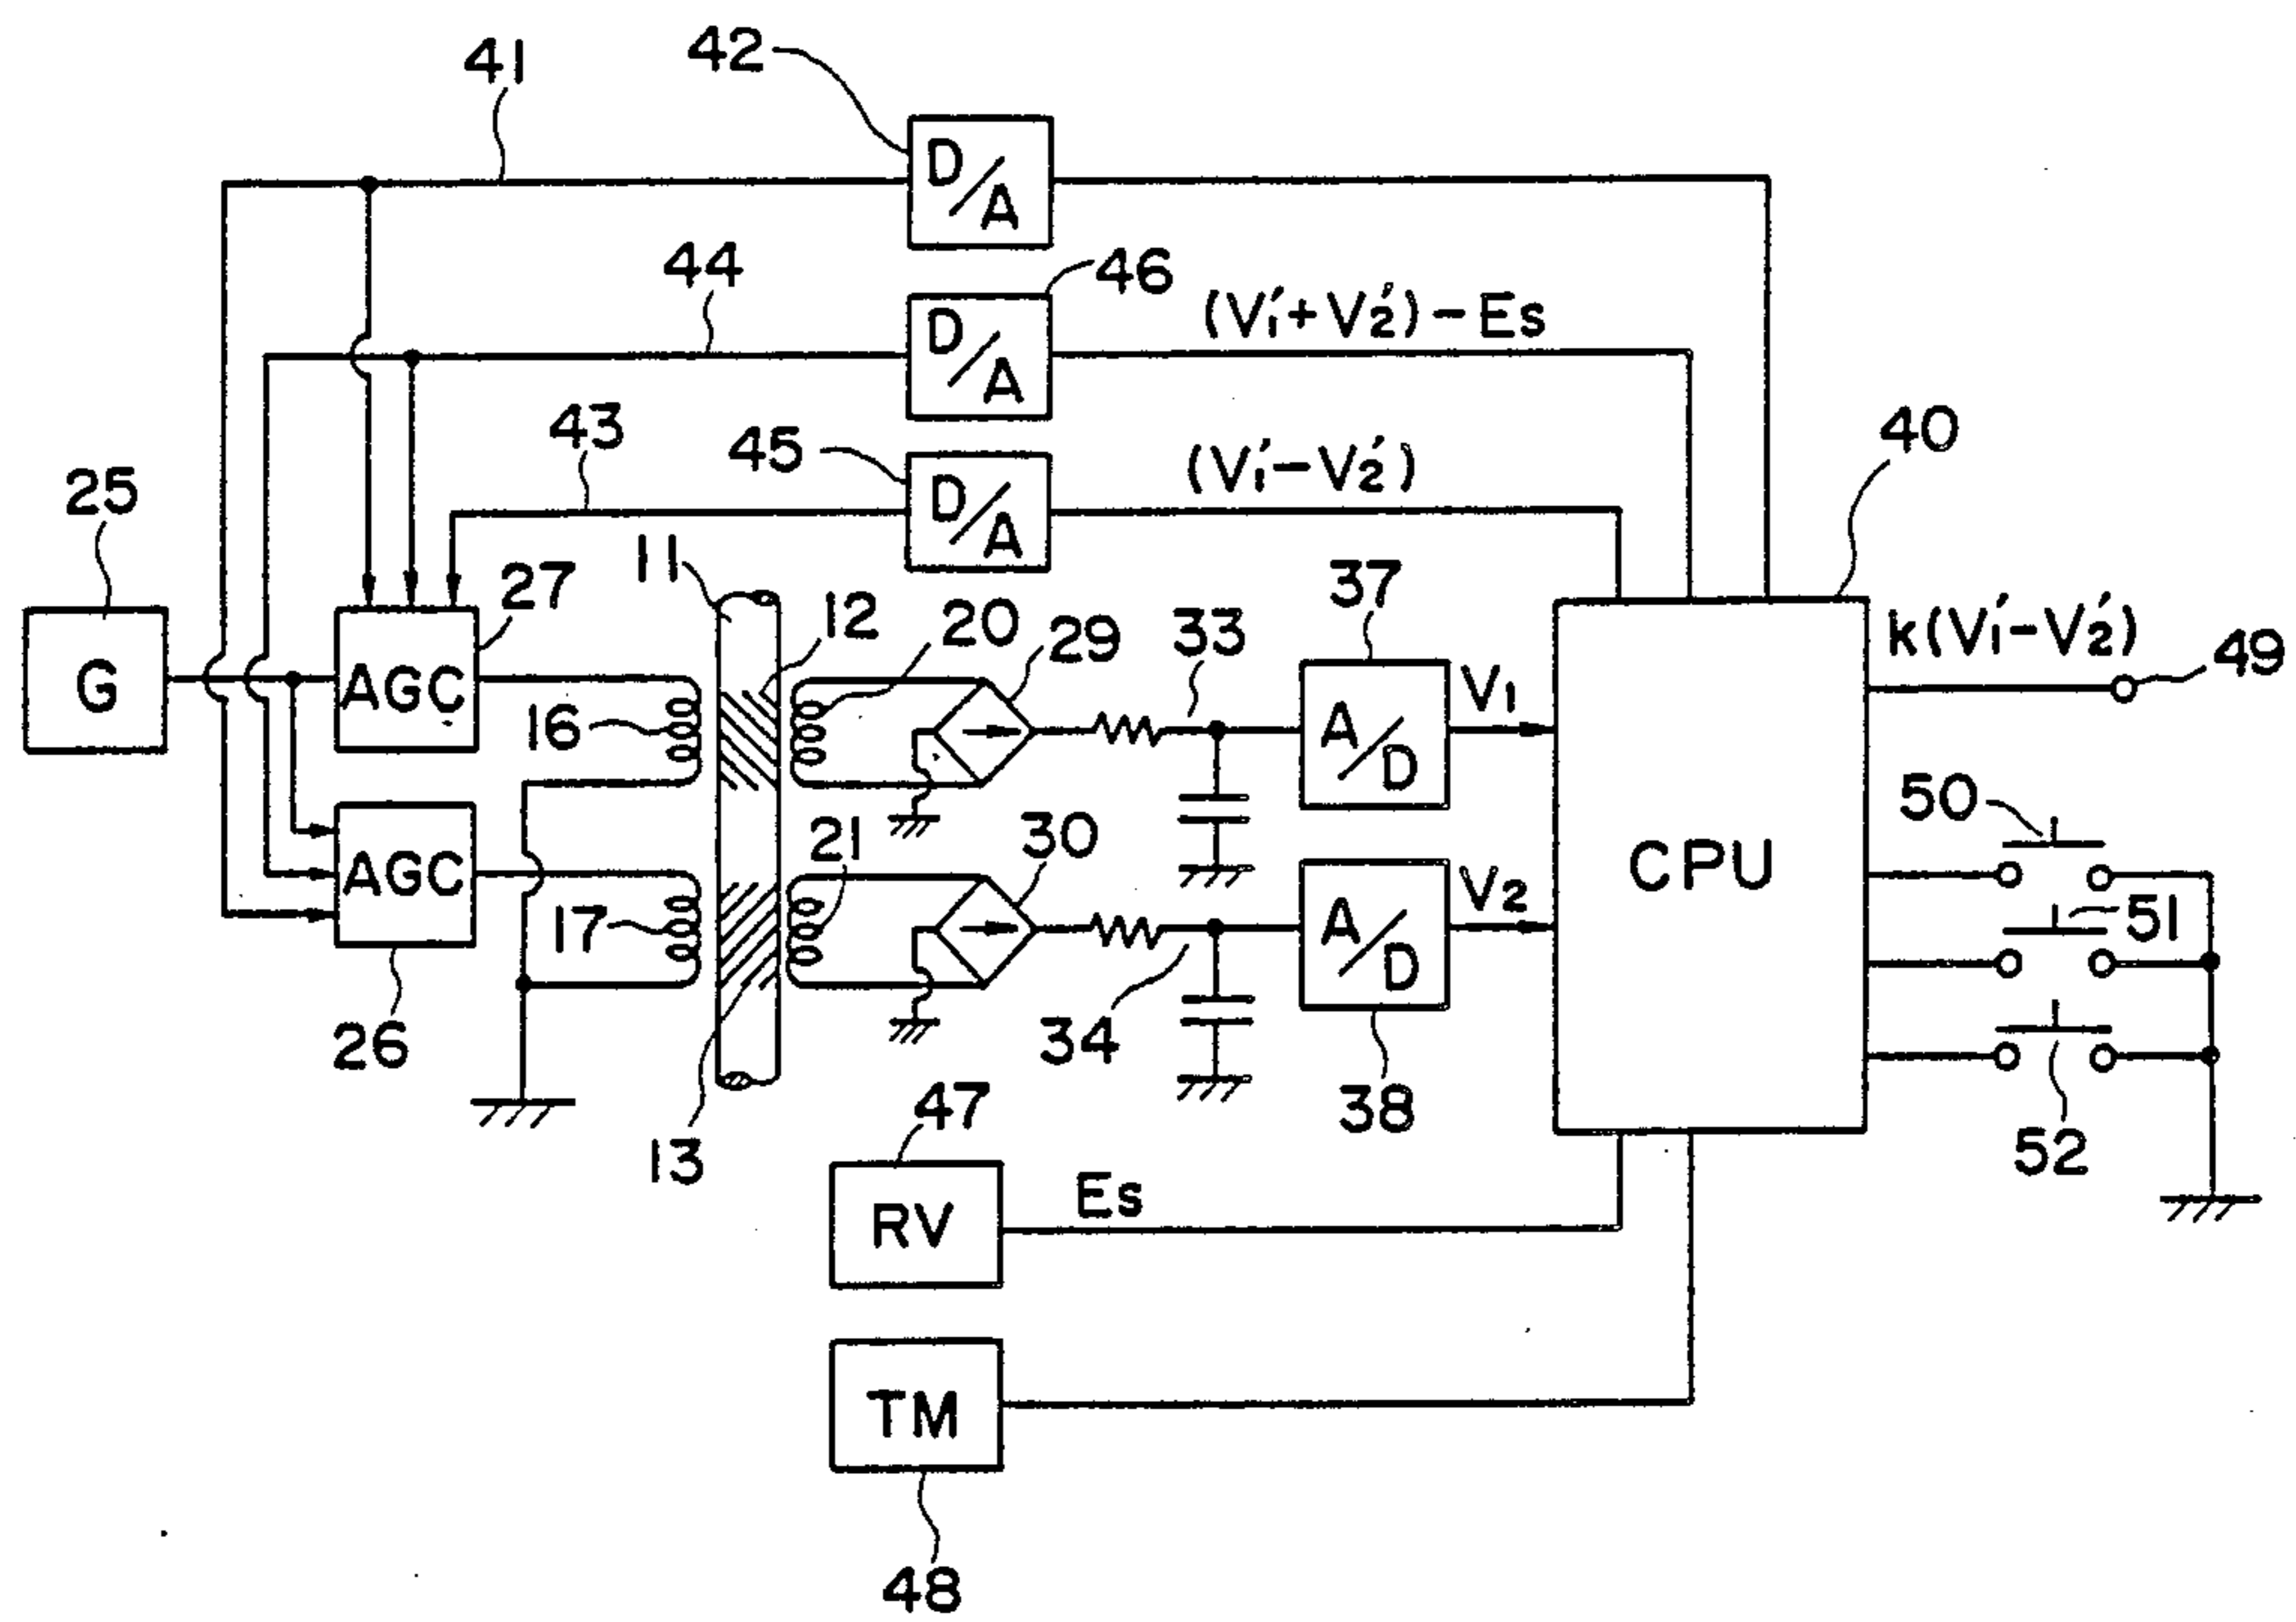 42
41
D/A
44
46
(V1'+V2')-Es
D/A
43
45
(V1'-V2')
40
D/A
25
11
27
12
20
29
33
37
k(V1'-V2')
49
G
AGC
16
A/D
V1
50
21
30
CPU
AGC
17
A/D
V2
51
26
34
38
13
47
52
RV
Es
TM
48